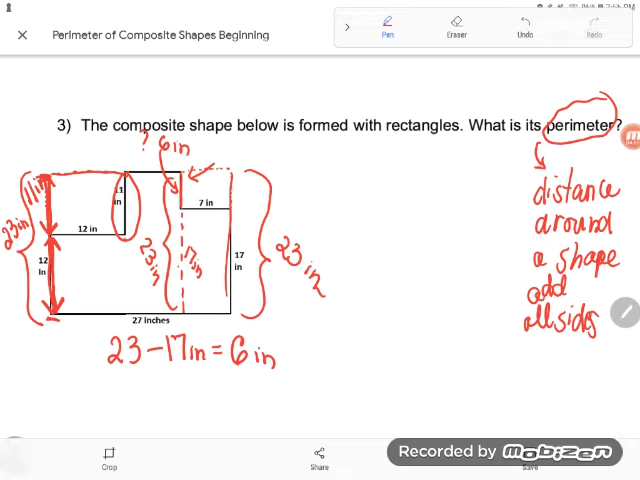 Perimeter of Composite Shapes Beginning
Pen
Eraser
Undo
Redo
3) The composite shape below is formed with rectangles. What is its perimeter?
? 6 in
11 in
11
in
7 in
12 in
23 in
12
in
23 in
17 in
17
in
23 in
27 inches
23 - 17 in = 6 in
distance
around
a shape
add
all sides
Crop
Share
Save
Recorded by mobizen